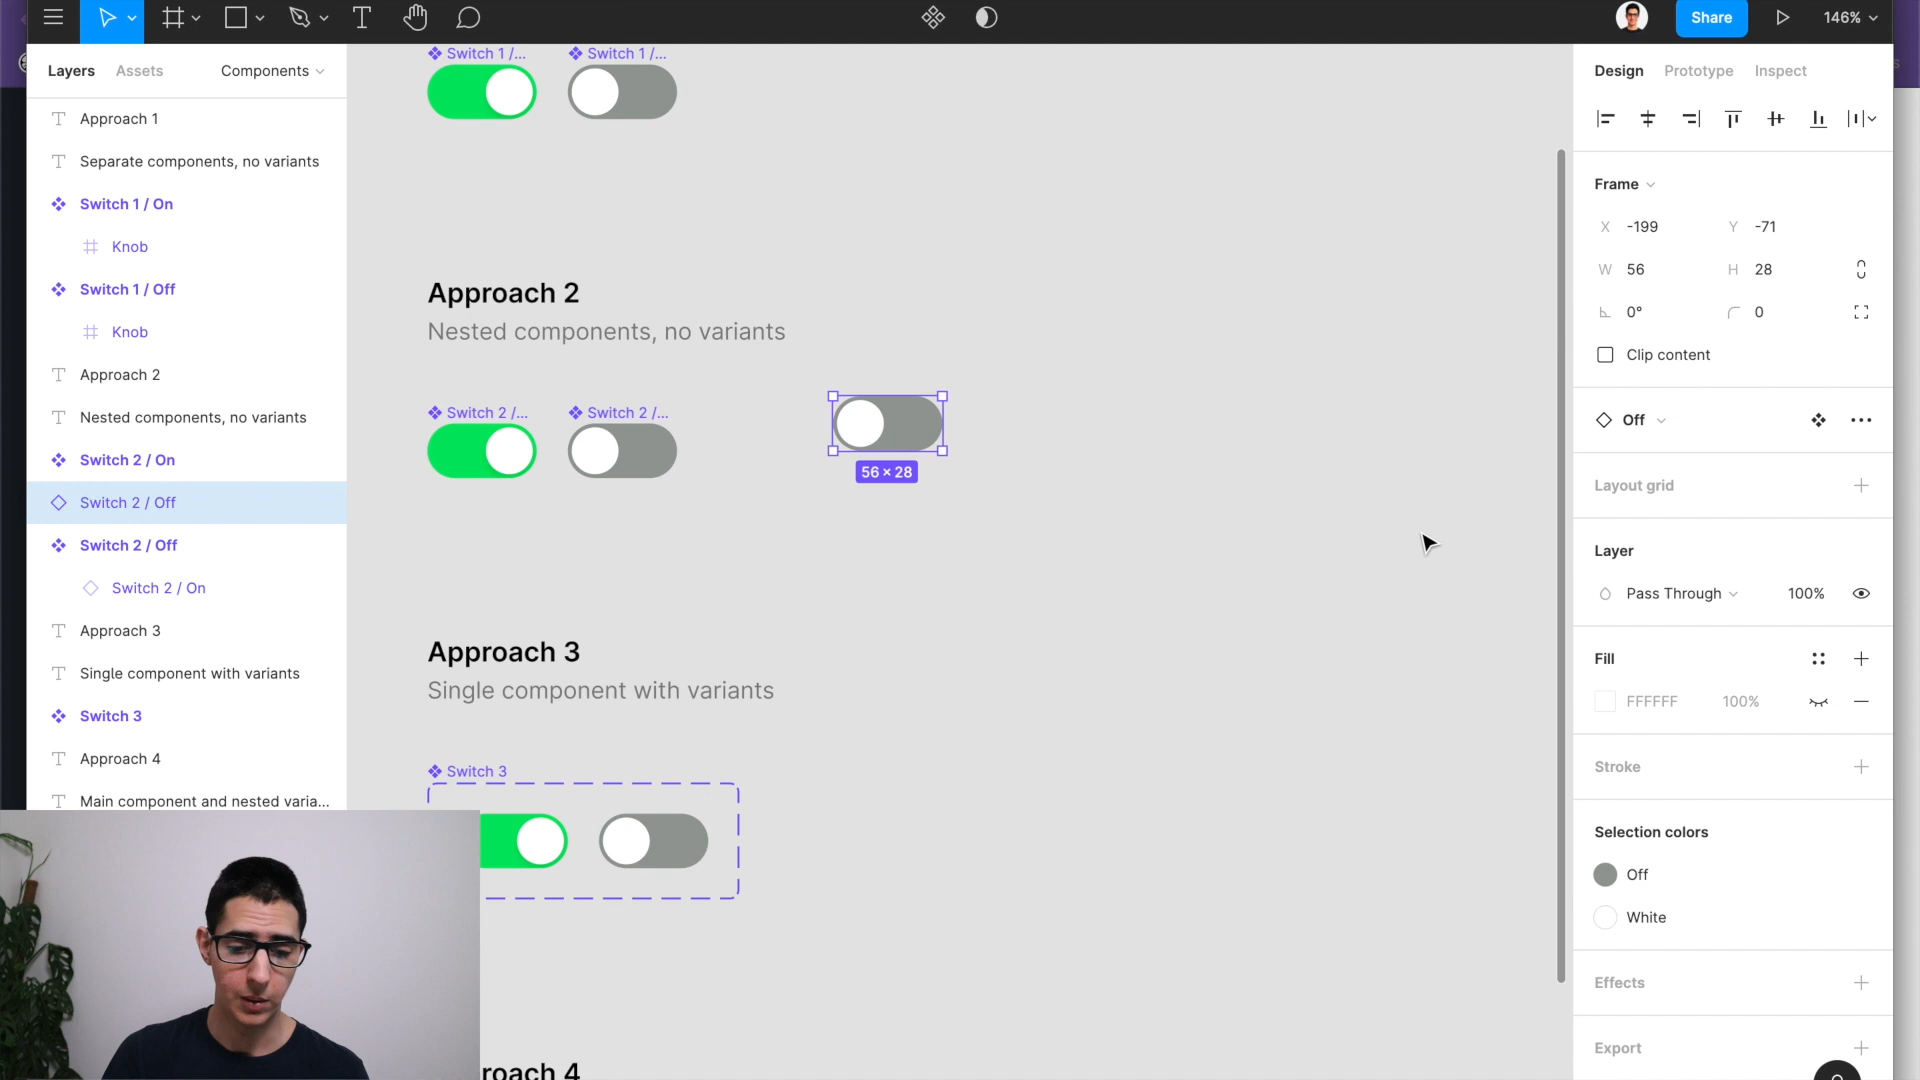 Share
146%
Layers
Assets
Components
Approach 1
Separate components, no variants
Switch 1 / On
Knob
Switch 1 / Off
Knob
Approach 2
Nested components, no variants
Switch 2 / On
Switch 2 / Off
Switch 2 / Off
Switch 2 / On
Approach 3
Single component with variants
Switch 3
Approach 4
Main component and nested varia...
Switch 1 /...
Switch 1 /...
Approach 2
Nested components, no variants
Switch 2 /...
Switch 2 /...
56 × 28
Approach 3
Single component with variants
Switch 3
roach 4
Design
Prototype
Inspect
Frame
X -199
Y -71
W 56
H 28
0°
0
Clip content
Off
Layout grid
Layer
Pass Through
100%
Fill
FFFFFF
100%
Stroke
Selection colors
Off
White
Effects
Export